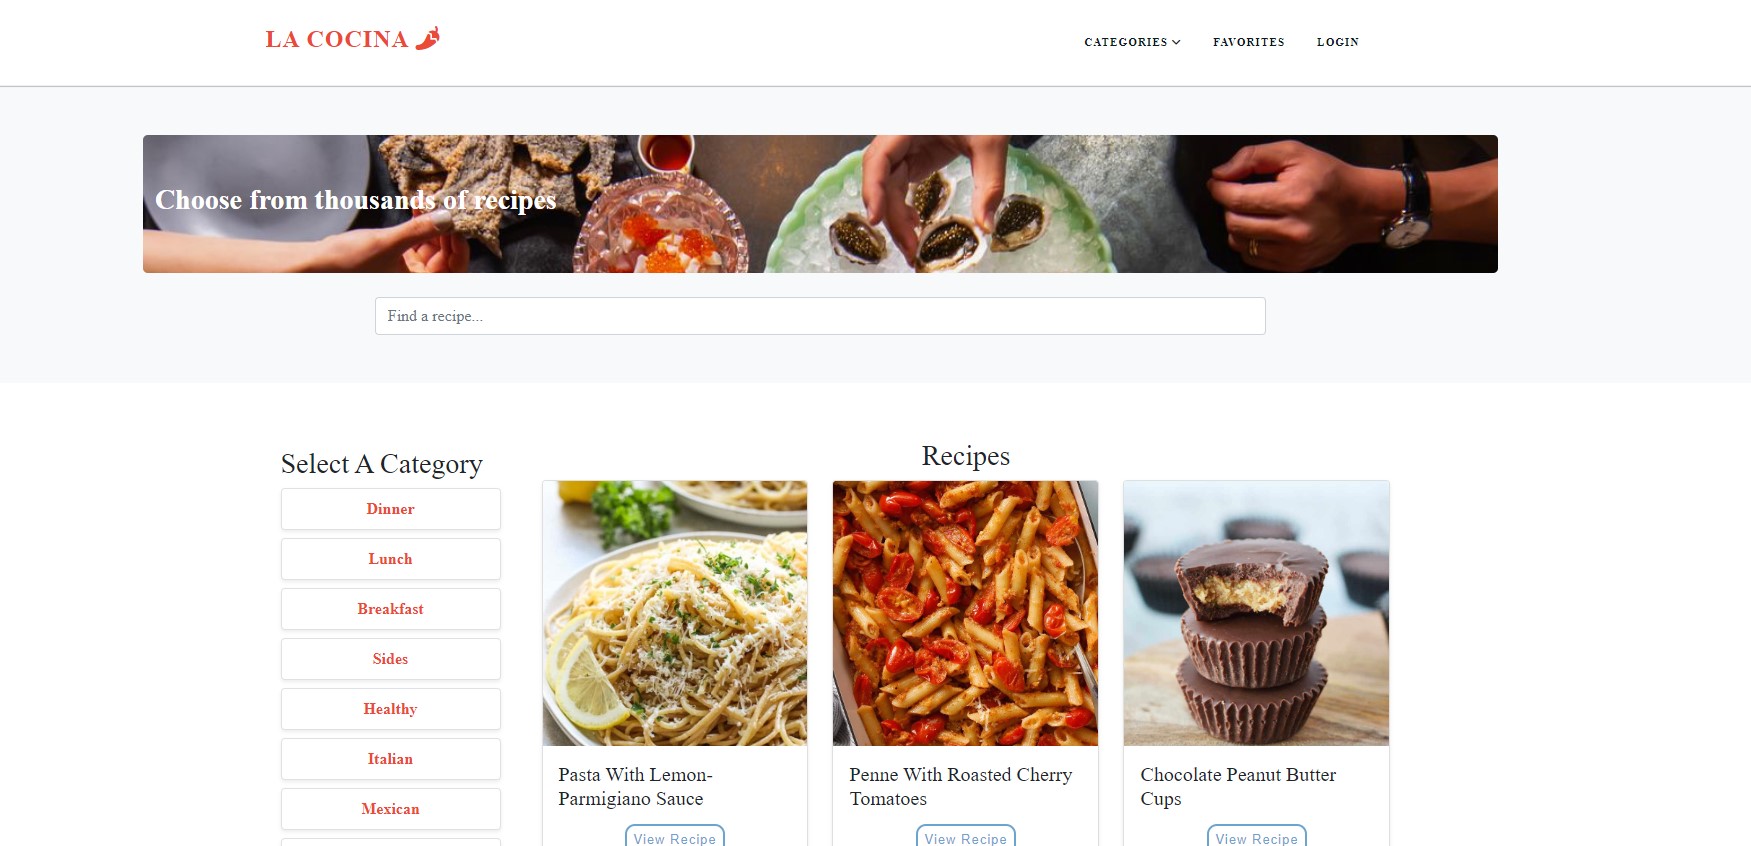 LA COCINA
CATEGORIES
FAVORITES
LOGIN
Choose from thousands of recipes
Find a recipe...
Select A Category
Dinner
Lunch
Breakfast
Sides
Healthy
Italian
Mexican
Recipes
Pasta With Lemon-
Parmigiano Sauce
View Recipe
Penne With Roasted Cherry
Tomatoes
View Recipe
Chocolate Peanut Butter
Cups
View Recipe